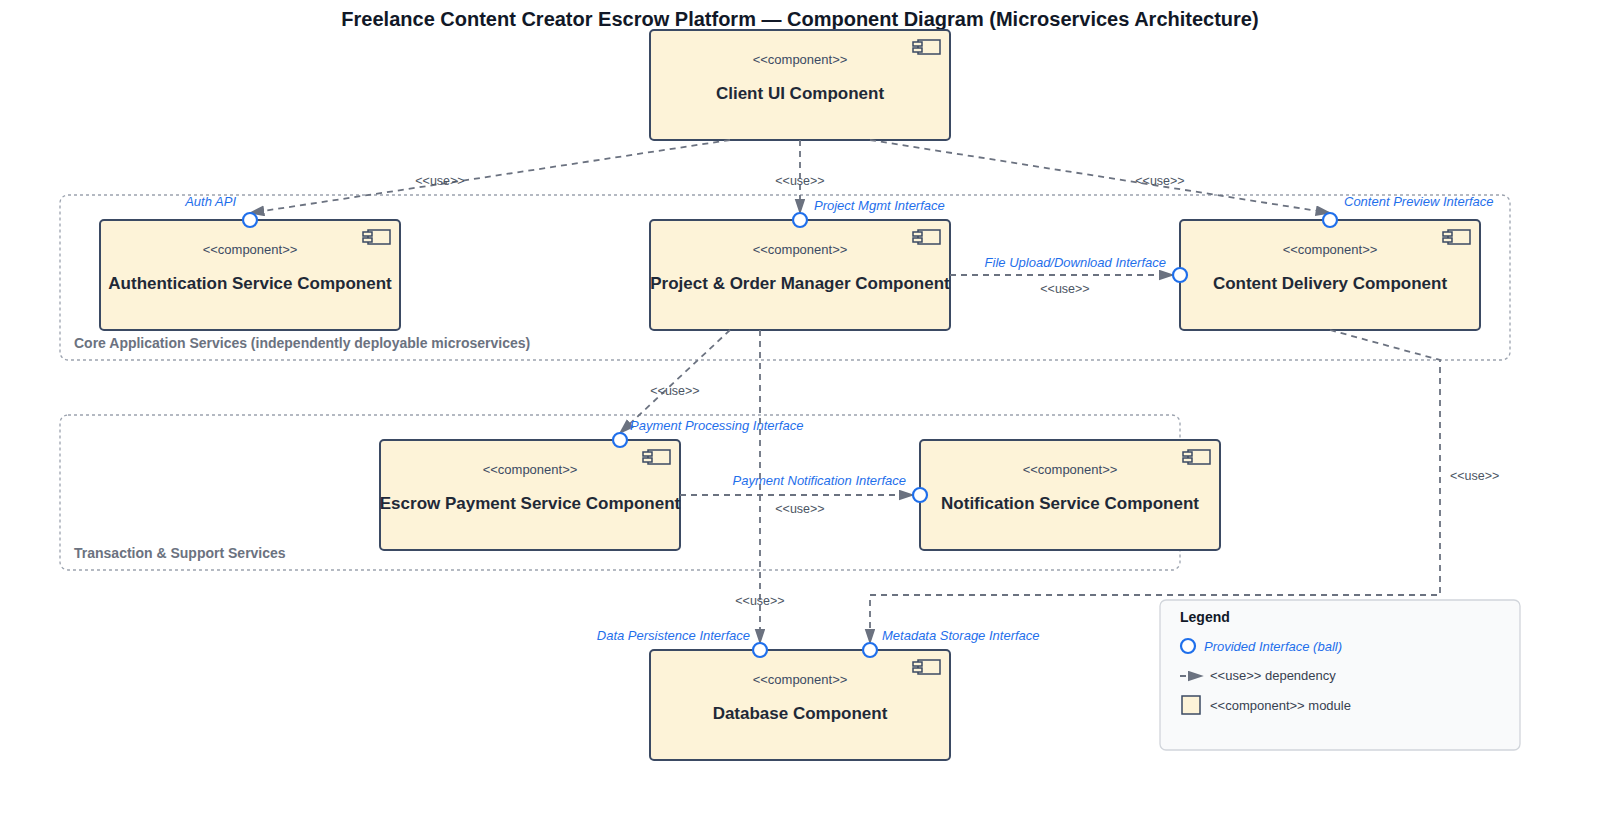 Freelance Content Creator Escrow Platform — Component Diagram (Microservices Architecture)
<<component>>
Client UI Component
<<use>>
<<use>>
<<use>>
Auth API
Project Mgmt Interface
Content Preview Interface
<<component>>
Authentication Service Component
<<component>>
Project & Order Manager Component
File Upload/Download Interface
<<use>>
<<component>>
Content Delivery Component
Core Application Services (independently deployable microservices)
<<use>>
Payment Processing Interface
<<component>>
Escrow Payment Service Component
Payment Notification Interface
<<use>>
<<component>>
Notification Service Component
<<use>>
Transaction & Support Services
<<use>>
Data Persistence Interface
Metadata Storage Interface
<<component>>
Database Component
Legend
Provided Interface (ball)
<<use>> dependency
<<component>> module